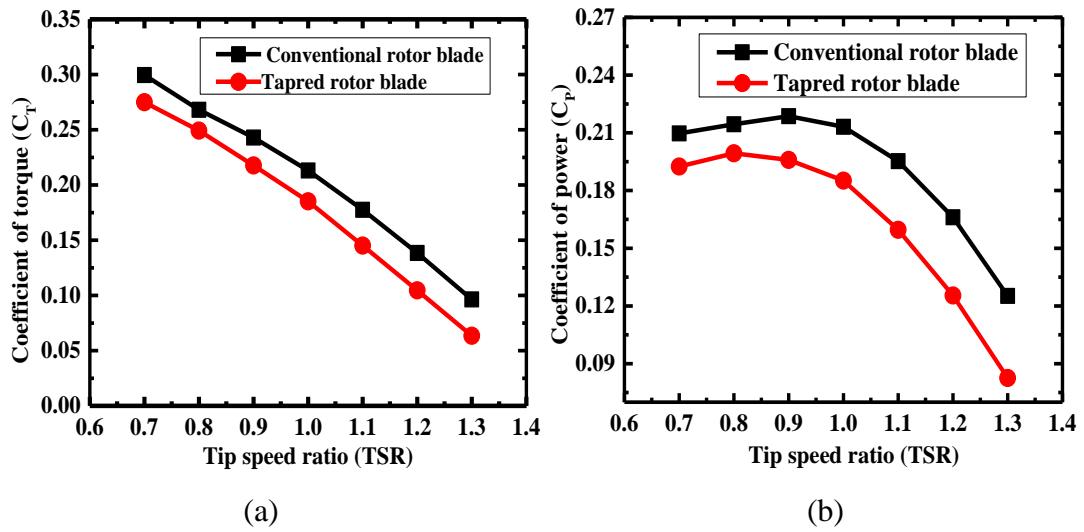 0.35
0.30
0.25
0.20
0.15
0.10
0.05
0.00
Coefficient of torque (C_T)
Conventional rotor blade
Tapred rotor blade
0.6 0.7 0.8 0.9 1.0 1.1 1.2 1.3 1.4
Tip speed ratio (TSR)
(a)
0.27
0.24
0.21
0.18
0.15
0.12
0.09
Coefficient of power (C_P)
Conventional rotor blade
Tapred rotor blade
0.6 0.7 0.8 0.9 1.0 1.1 1.2 1.3 1.4
Tip speed ratio (TSR)
(b)